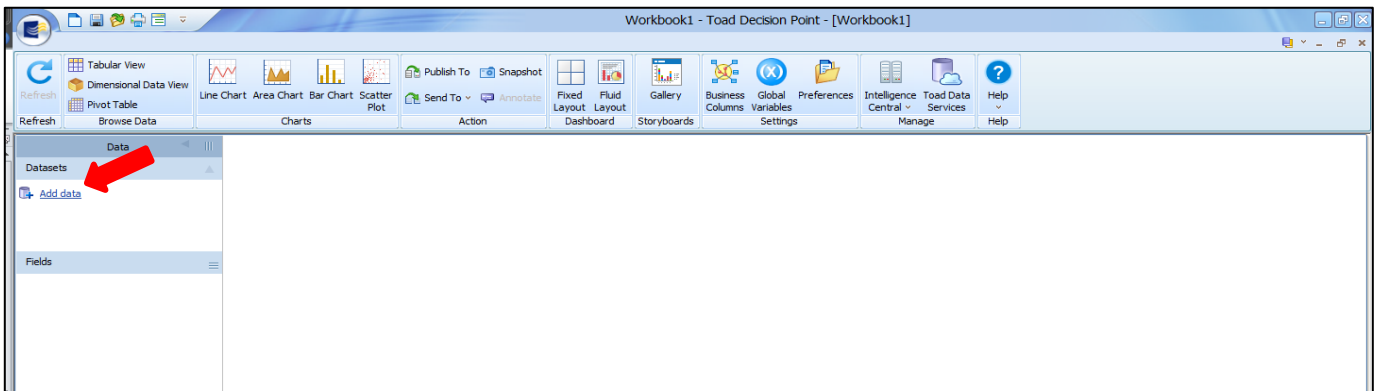 Workbook1 - Toad Decision Point - [Workbook1]
Refresh
Tabular View
Dimensional Data View
Pivot Table
Line Chart Area Chart Bar Chart Scatter Plot
Publish To Snapshot
Send To Annotate
Fixed Layout
Fluid Layout
Gallery
Business Columns
Global Variables
Preferences
Intelligence Central
Toad Data Services
Help
Refresh Browse Data Charts Action Dashboard Storyboards Settings Manage Help
Data
Datasets
Add data
Fields